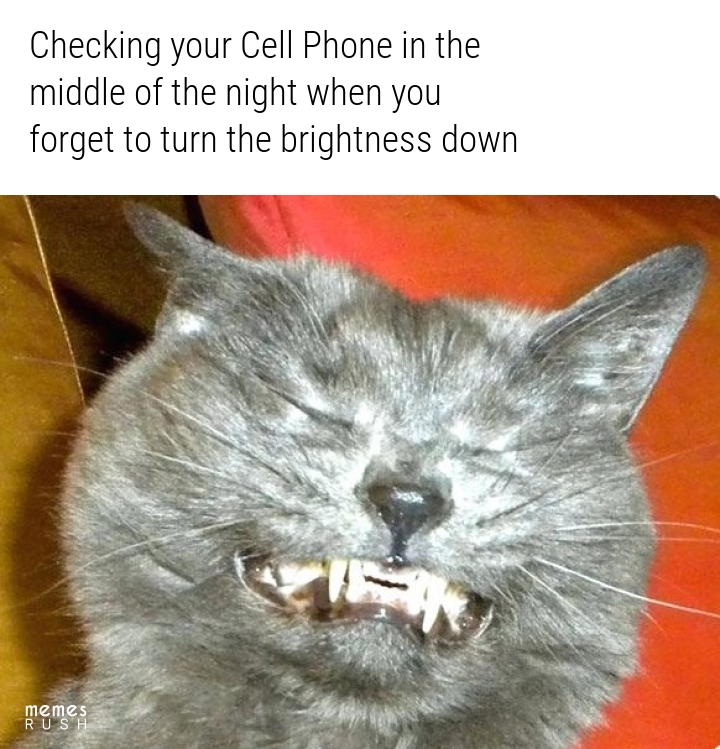 Checking your Cell Phone in the
middle of the night when you
forget to turn the brightness down
memes
RUSH